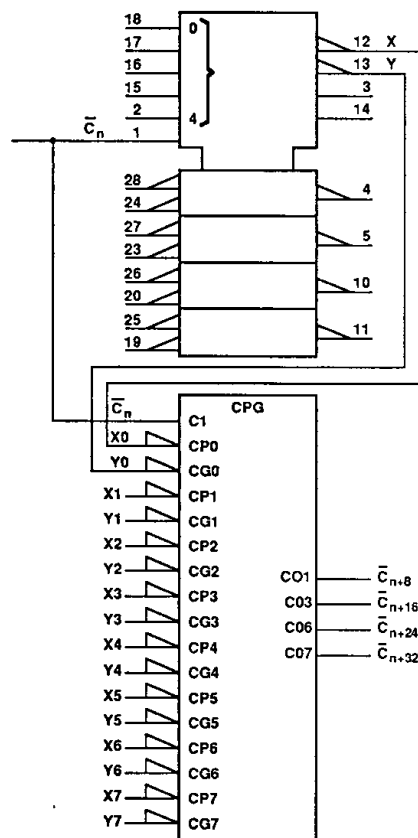 18 0 12 X
17 13 Y
16 3
15 14
2 4
C̅n 1
28 4
24
27 5
23
26 10
20
25 11
19
CPG
C̅n C1
X0 CP0
Y0 CG0
X1 CP1
Y1 CG1
X2 CP2
Y2 CG2
X3 CP3
Y3 CG3
X4 CP4
Y4 CG4
X5 CP5
Y5 CG5
X6 CP6
Y6 CG6
X7 CP7
Y7 CG7
CO1 C̅n+8
C03 C̅n+16
C06 C̅n+24
C07 C̅n+32